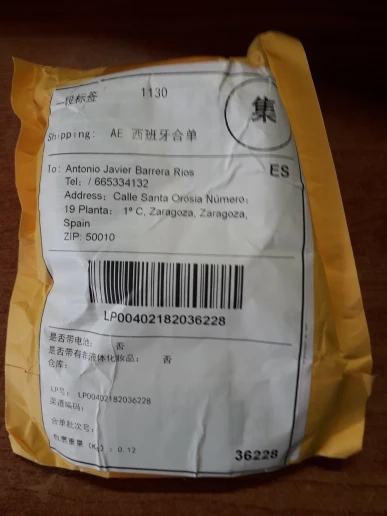 一段标签 1130
集
Shipping: AE 西班牙合单
To: Antonio Javier Barrera Rios ES
Tel: / 665334132
Address: Calle Santa Orosia Número:
19 Planta: 1º C, Zaragoza, Zaragoza,
Spain
ZIP: 50010
LP00402182036228
是否带电池: 否
是否带有非液体化妆品: 否
仓库:
LP号: LP00402182036228
渠道编码:
合单批次号:
包裹重量 (Kg): 0.12
36228